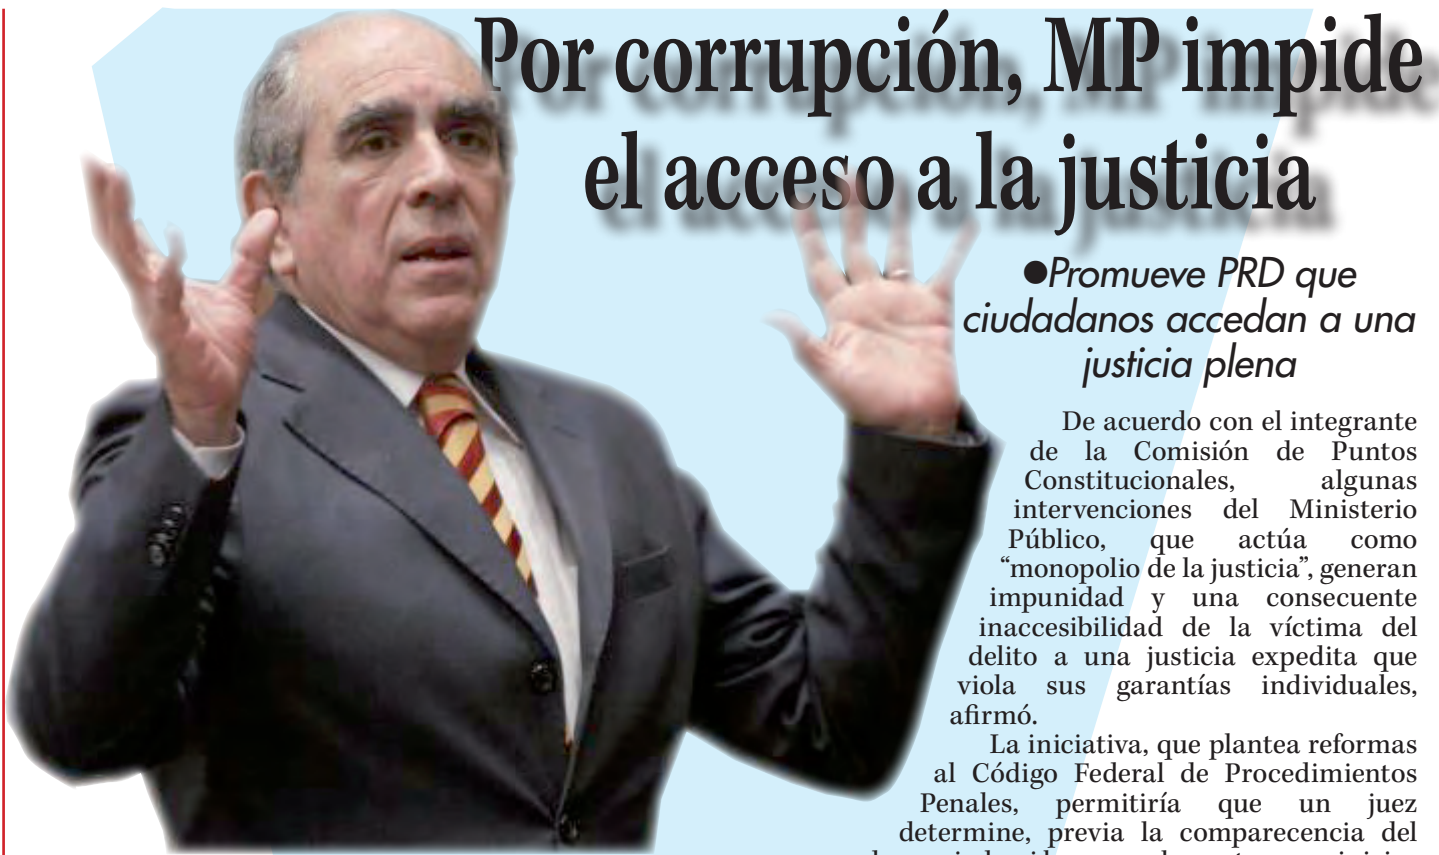 Por corrupción, MP impide
el acceso a la justicia
●Promueve PRD que
ciudadanos accedan a una
justicia plena
De acuerdo con el integrante
de la Comisión de Puntos
Constitucionales, algunas
intervenciones del Ministerio
Público, que actúa como
“monopolio de la justicia”, generan
impunidad y una consecuente
inaccesibilidad de la víctima del
delito a una justicia expedita que
viola sus garantías individuales,
afirmó.
La iniciativa, que plantea reformas
al Código Federal de Procedimientos
Penales, permitiría que un juez
determine, previa la comparecencia del